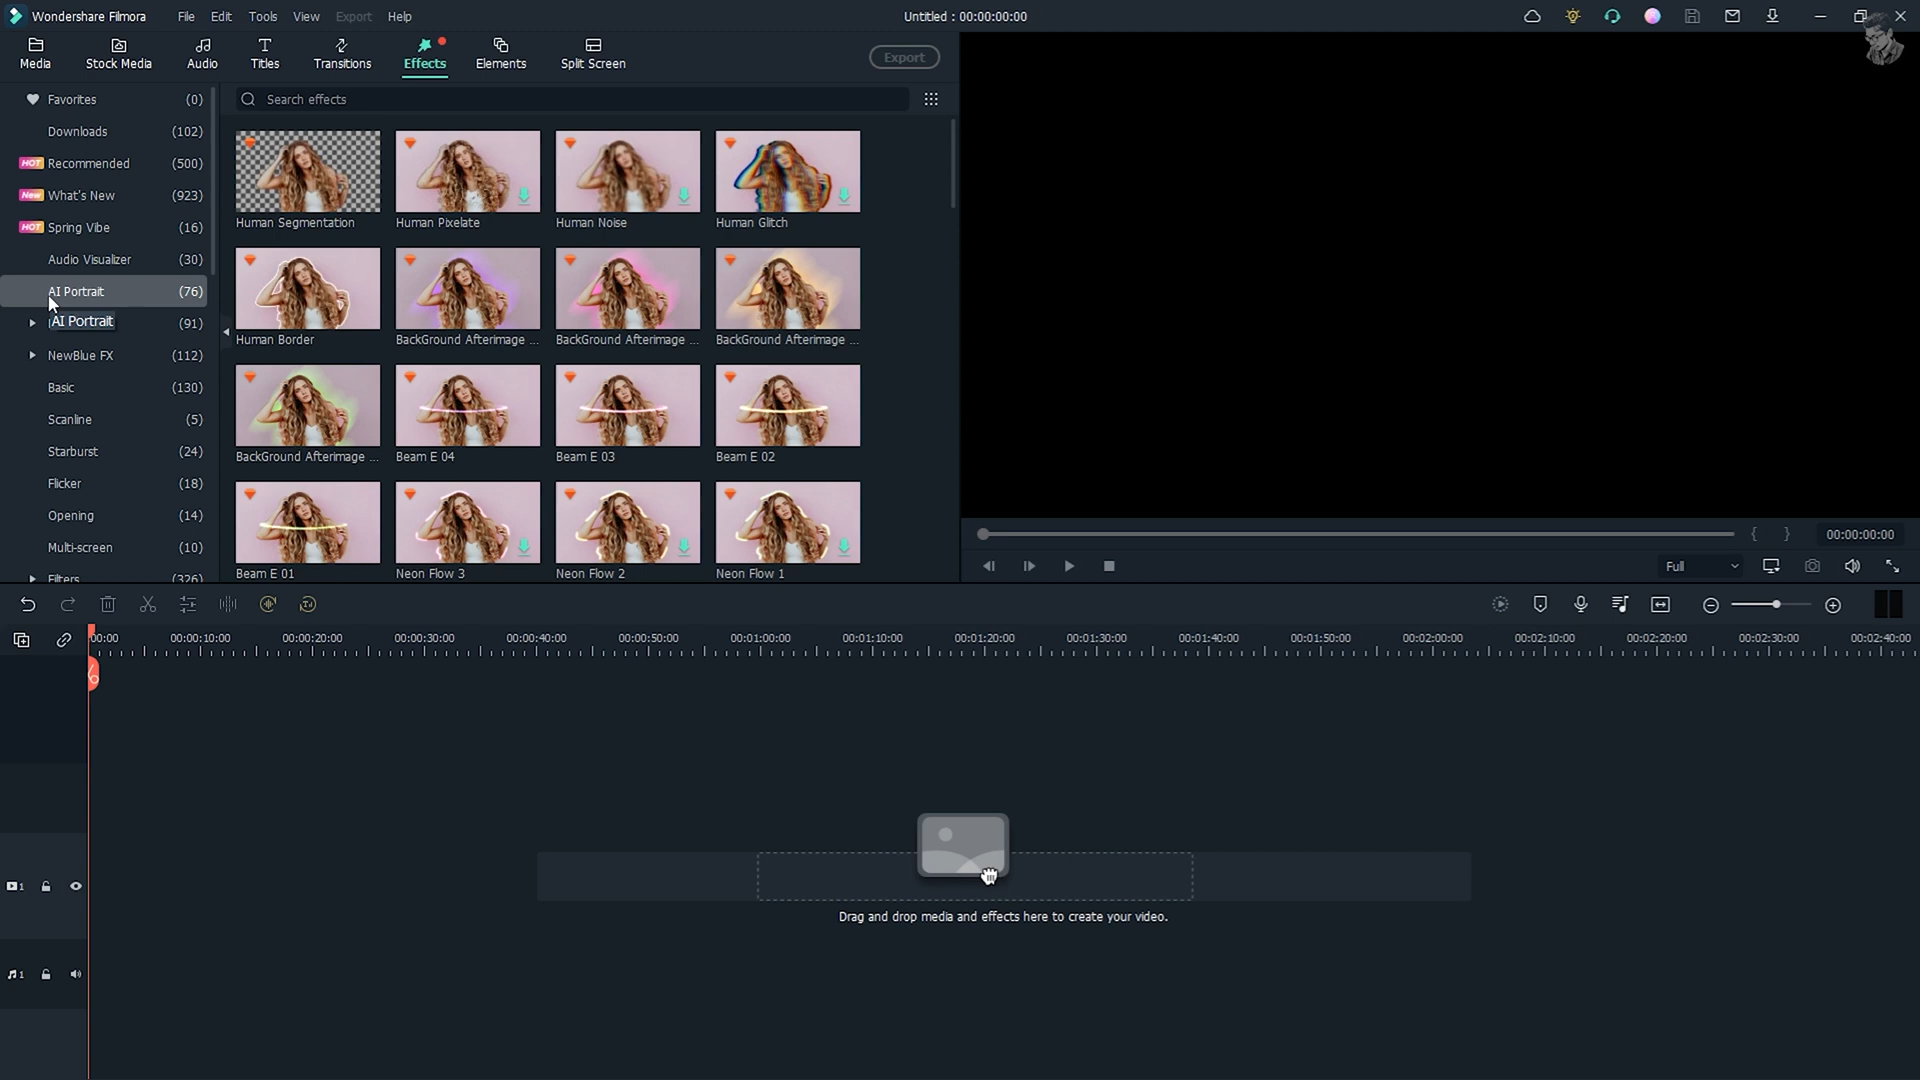 Wondershare Filmora
File Edit Tools View Export Help
Untitled : 00:00:00:00
Media Stock Media Audio Titles Transitions Effects Elements Split Screen
Export
Favorites (0)
Downloads (102)
HOT Recommended (500)
New What's New (923)
HOT Spring Vibe (16)
Audio Visualizer (30)
AI Portrait (76)
AI Portrait (91)
NewBlue FX (112)
Basic (130)
Scanline (5)
Starburst (24)
Flicker (18)
Opening (14)
Multi-screen (10)
Filters (326)
Search effects
Human Segmentation Human Pixelate Human Noise Human Glitch
Human Border BackGround Afterimage ... BackGround Afterimage ... BackGround Afterimage ...
BackGround Afterimage ... Beam E 04 Beam E 03 Beam E 02
Beam E 01 Neon Flow 3 Neon Flow 2 Neon Flow 1
{ } 00:00:00:00
Full
00:00 00:00:10:00 00:00:20:00 00:00:30:00 00:00:40:00 00:00:50:00 00:01:00:00 00:01:10:00 00:01:20:00 00:01:30:00 00:01:40:00 00:01:50:00 00:02:00:00 00:02:10:00 00:02:20:00 00:02:30:00 00:02:40:00
1
Drag and drop media and effects here to create your video.
1